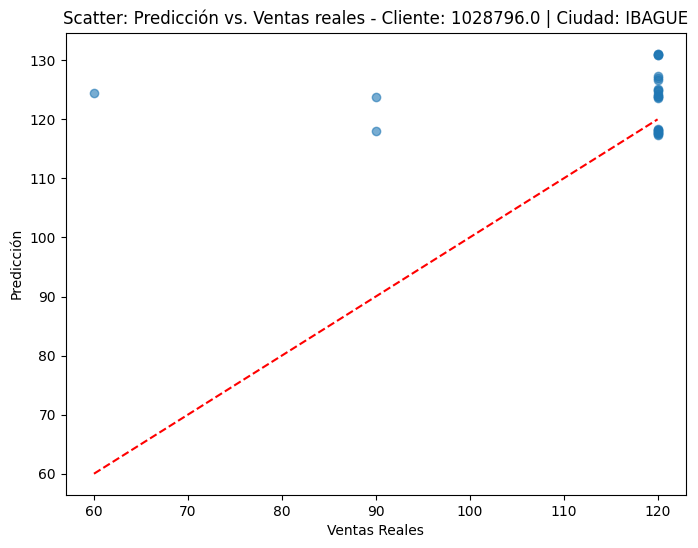 Scatter: Predicción vs. Ventas reales - Cliente: 1028796.0 | Ciudad: IBAGUE
130
120
110
100
90
80
70
60
Predicción
60 70 80 90 100 110 120
Ventas Reales